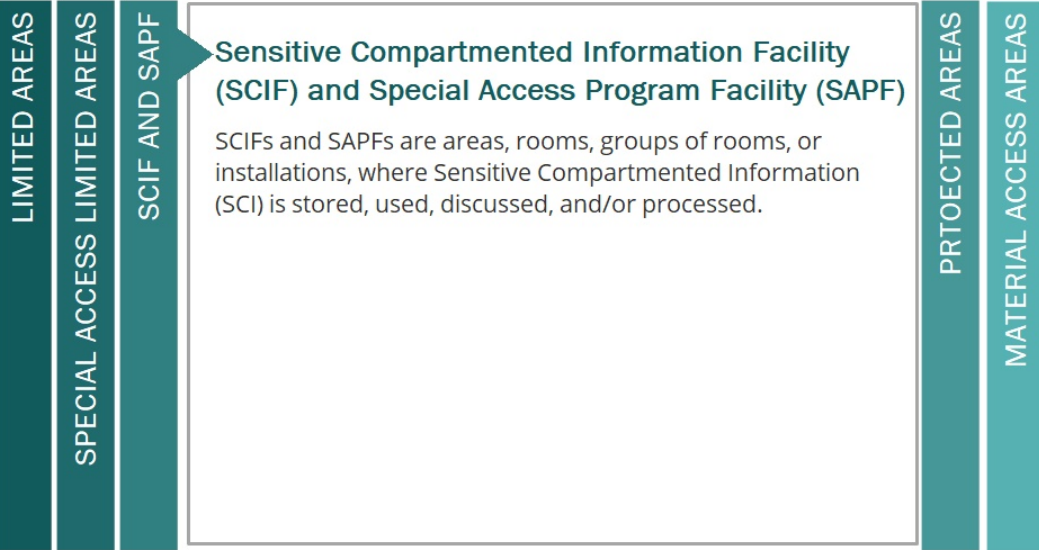 LIMITED AREAS
SPECIAL ACCESS LIMITED AREAS
SCIF AND SAPF
Sensitive Compartmented Information Facility
(SCIF) and Special Access Program Facility (SAPF)
SCIFs and SAPFs are areas, rooms, groups of rooms, or
installations, where Sensitive Compartmented Information
(SCI) is stored, used, discussed, and/or processed.
PRTOECTED AREAS
MATERIAL ACCESS AREAS